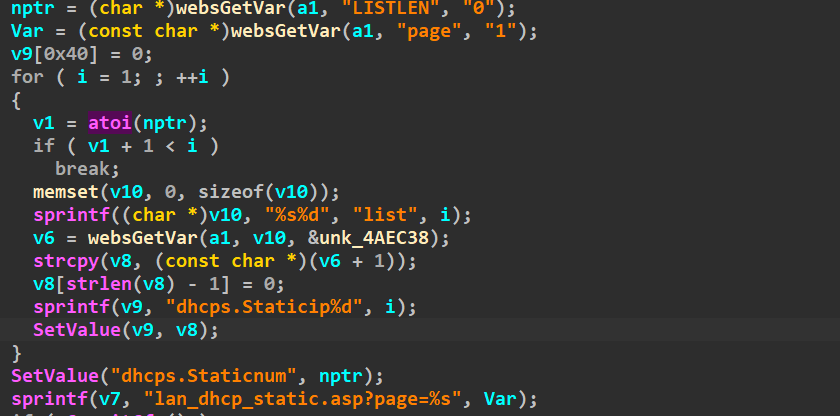 nptr = (char *)websGetVar(a1, "LISTLEN", "0");
Var = (const char *)websGetVar(a1, "page", "1");
v9[0x40] = 0;
for ( i = 1; ; ++i )
{
v1 = atoi(nptr);
if ( v1 + 1 < i )
break;
memset(v10, 0, sizeof(v10));
sprintf((char *)v10, "%s%d", "list", i);
v6 = websGetVar(a1, v10, &unk_4AEC38);
strcpy(v8, (const char *)(v6 + 1));
v8[strlen(v8) - 1] = 0;
sprintf(v9, "dhcps.Staticip%d", i);
SetValue(v9, v8);
}
SetValue("dhcps.Staticnum", nptr);
sprintf(v7, "lan_dhcp_static.asp?page=%s", Var);